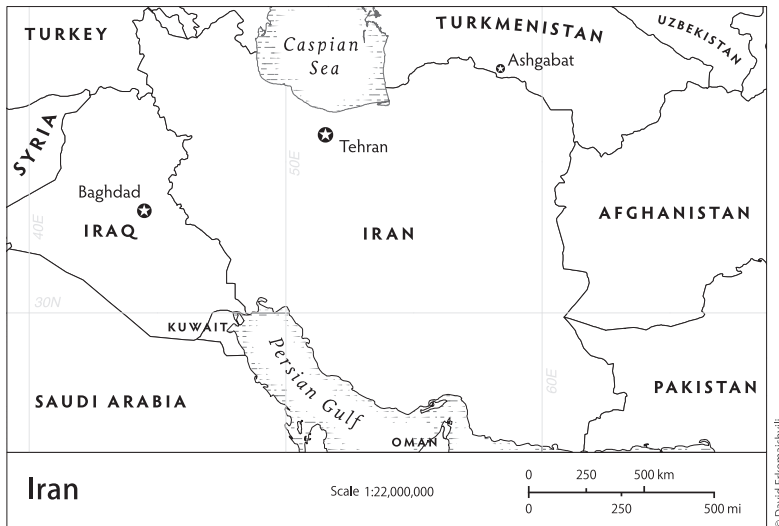 TURKEY
Caspian
Sea
TURKMENISTAN
UZBEKISTAN
Ashgabat
SYRIA
50E
Tehran
Baghdad
40E
IRAQ
IRAN
AFGHANISTAN
30N
KUWAIT
Persian Gulf
60E
SAUDI ARABIA
PAKISTAN
OMAN
Iran
Scale 1:22,000,000
0 250 500 km
0 250 500 mi